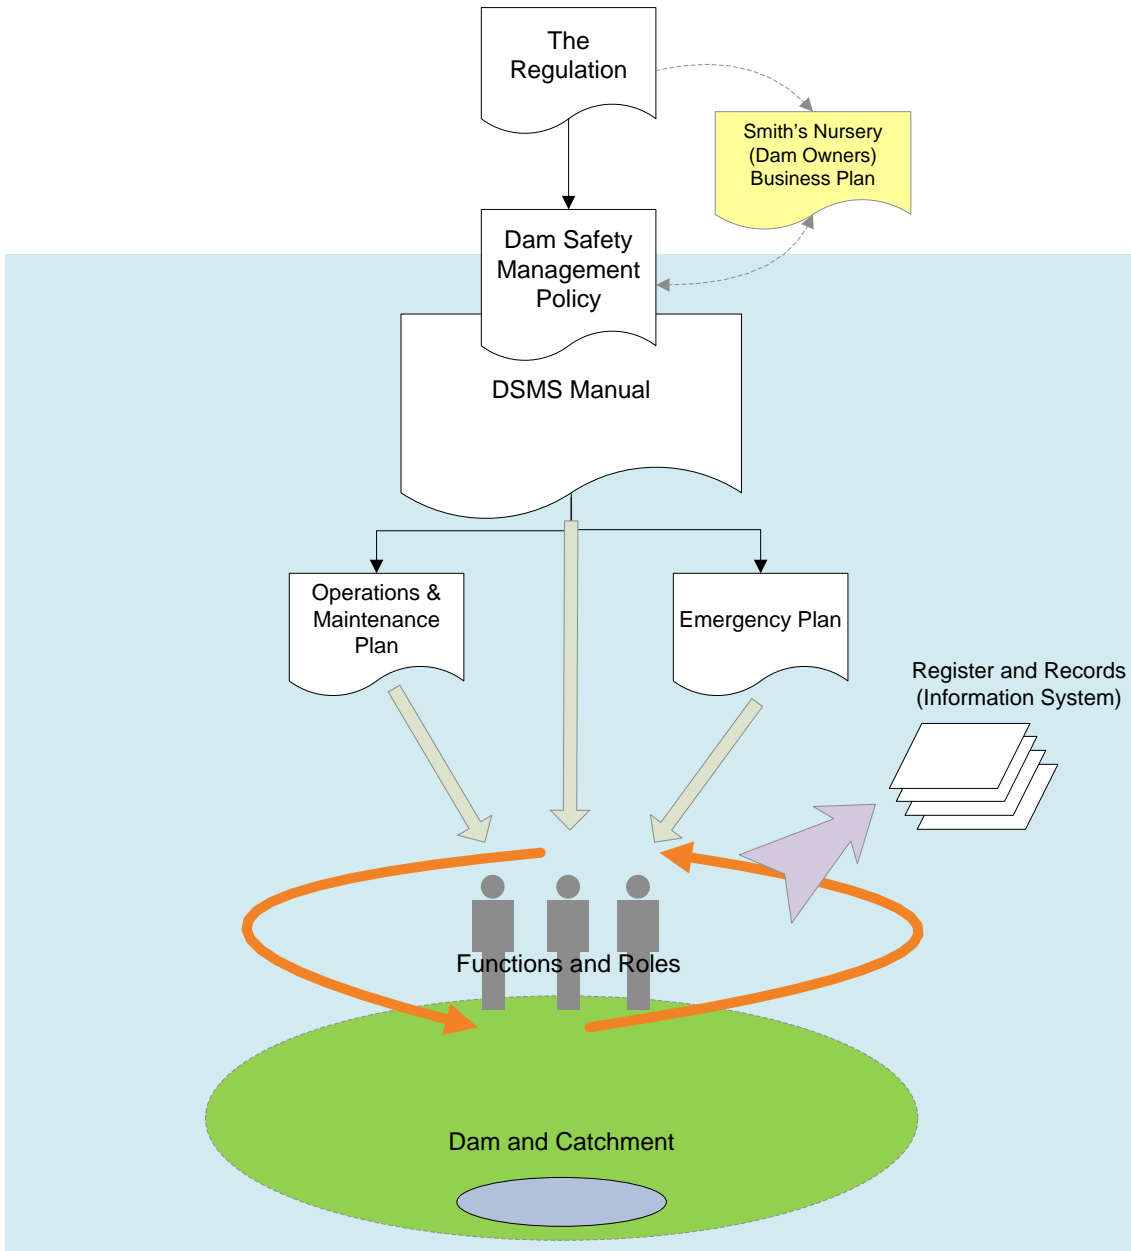 The
Regulation
Smith's Nursery
(Dam Owners)
Business Plan
Dam Safety
Management
Policy
DSMS Manual
Operations &
Maintenance
Plan
Emergency Plan
Register and Records
(Information System)
Functions and Roles
Dam and Catchment